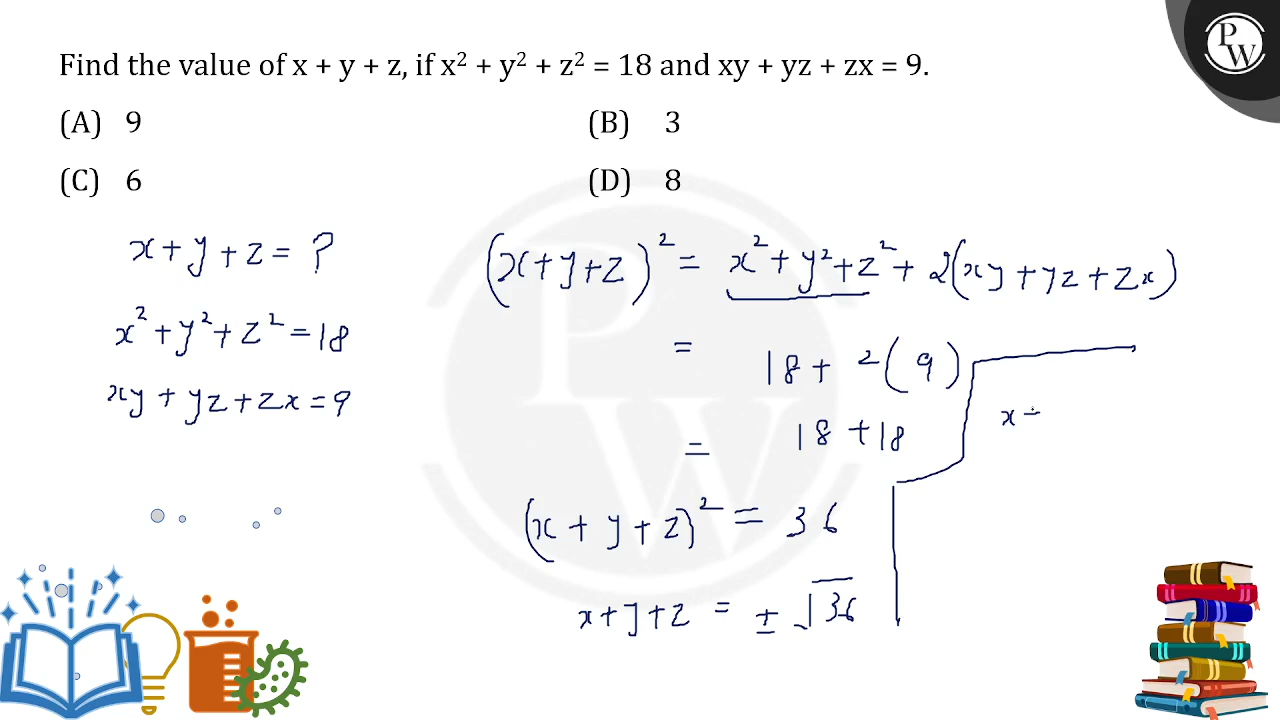 Find the value of x + y + z, if x² + y² + z² = 18 and xy + yz + zx = 9.
(A) 9 (B) 3
(C) 6 (D) 8
x + y + z = ?
x² + y² + z² = 18
xy + yz + zx = 9
(x + y + z)² = x² + y² + z² + 2(xy + yz + zx)
= 18 + 2(9)
= 18 + 18
(x + y + z)² = 36
x + y + z = ± √36
x +
PW
PW